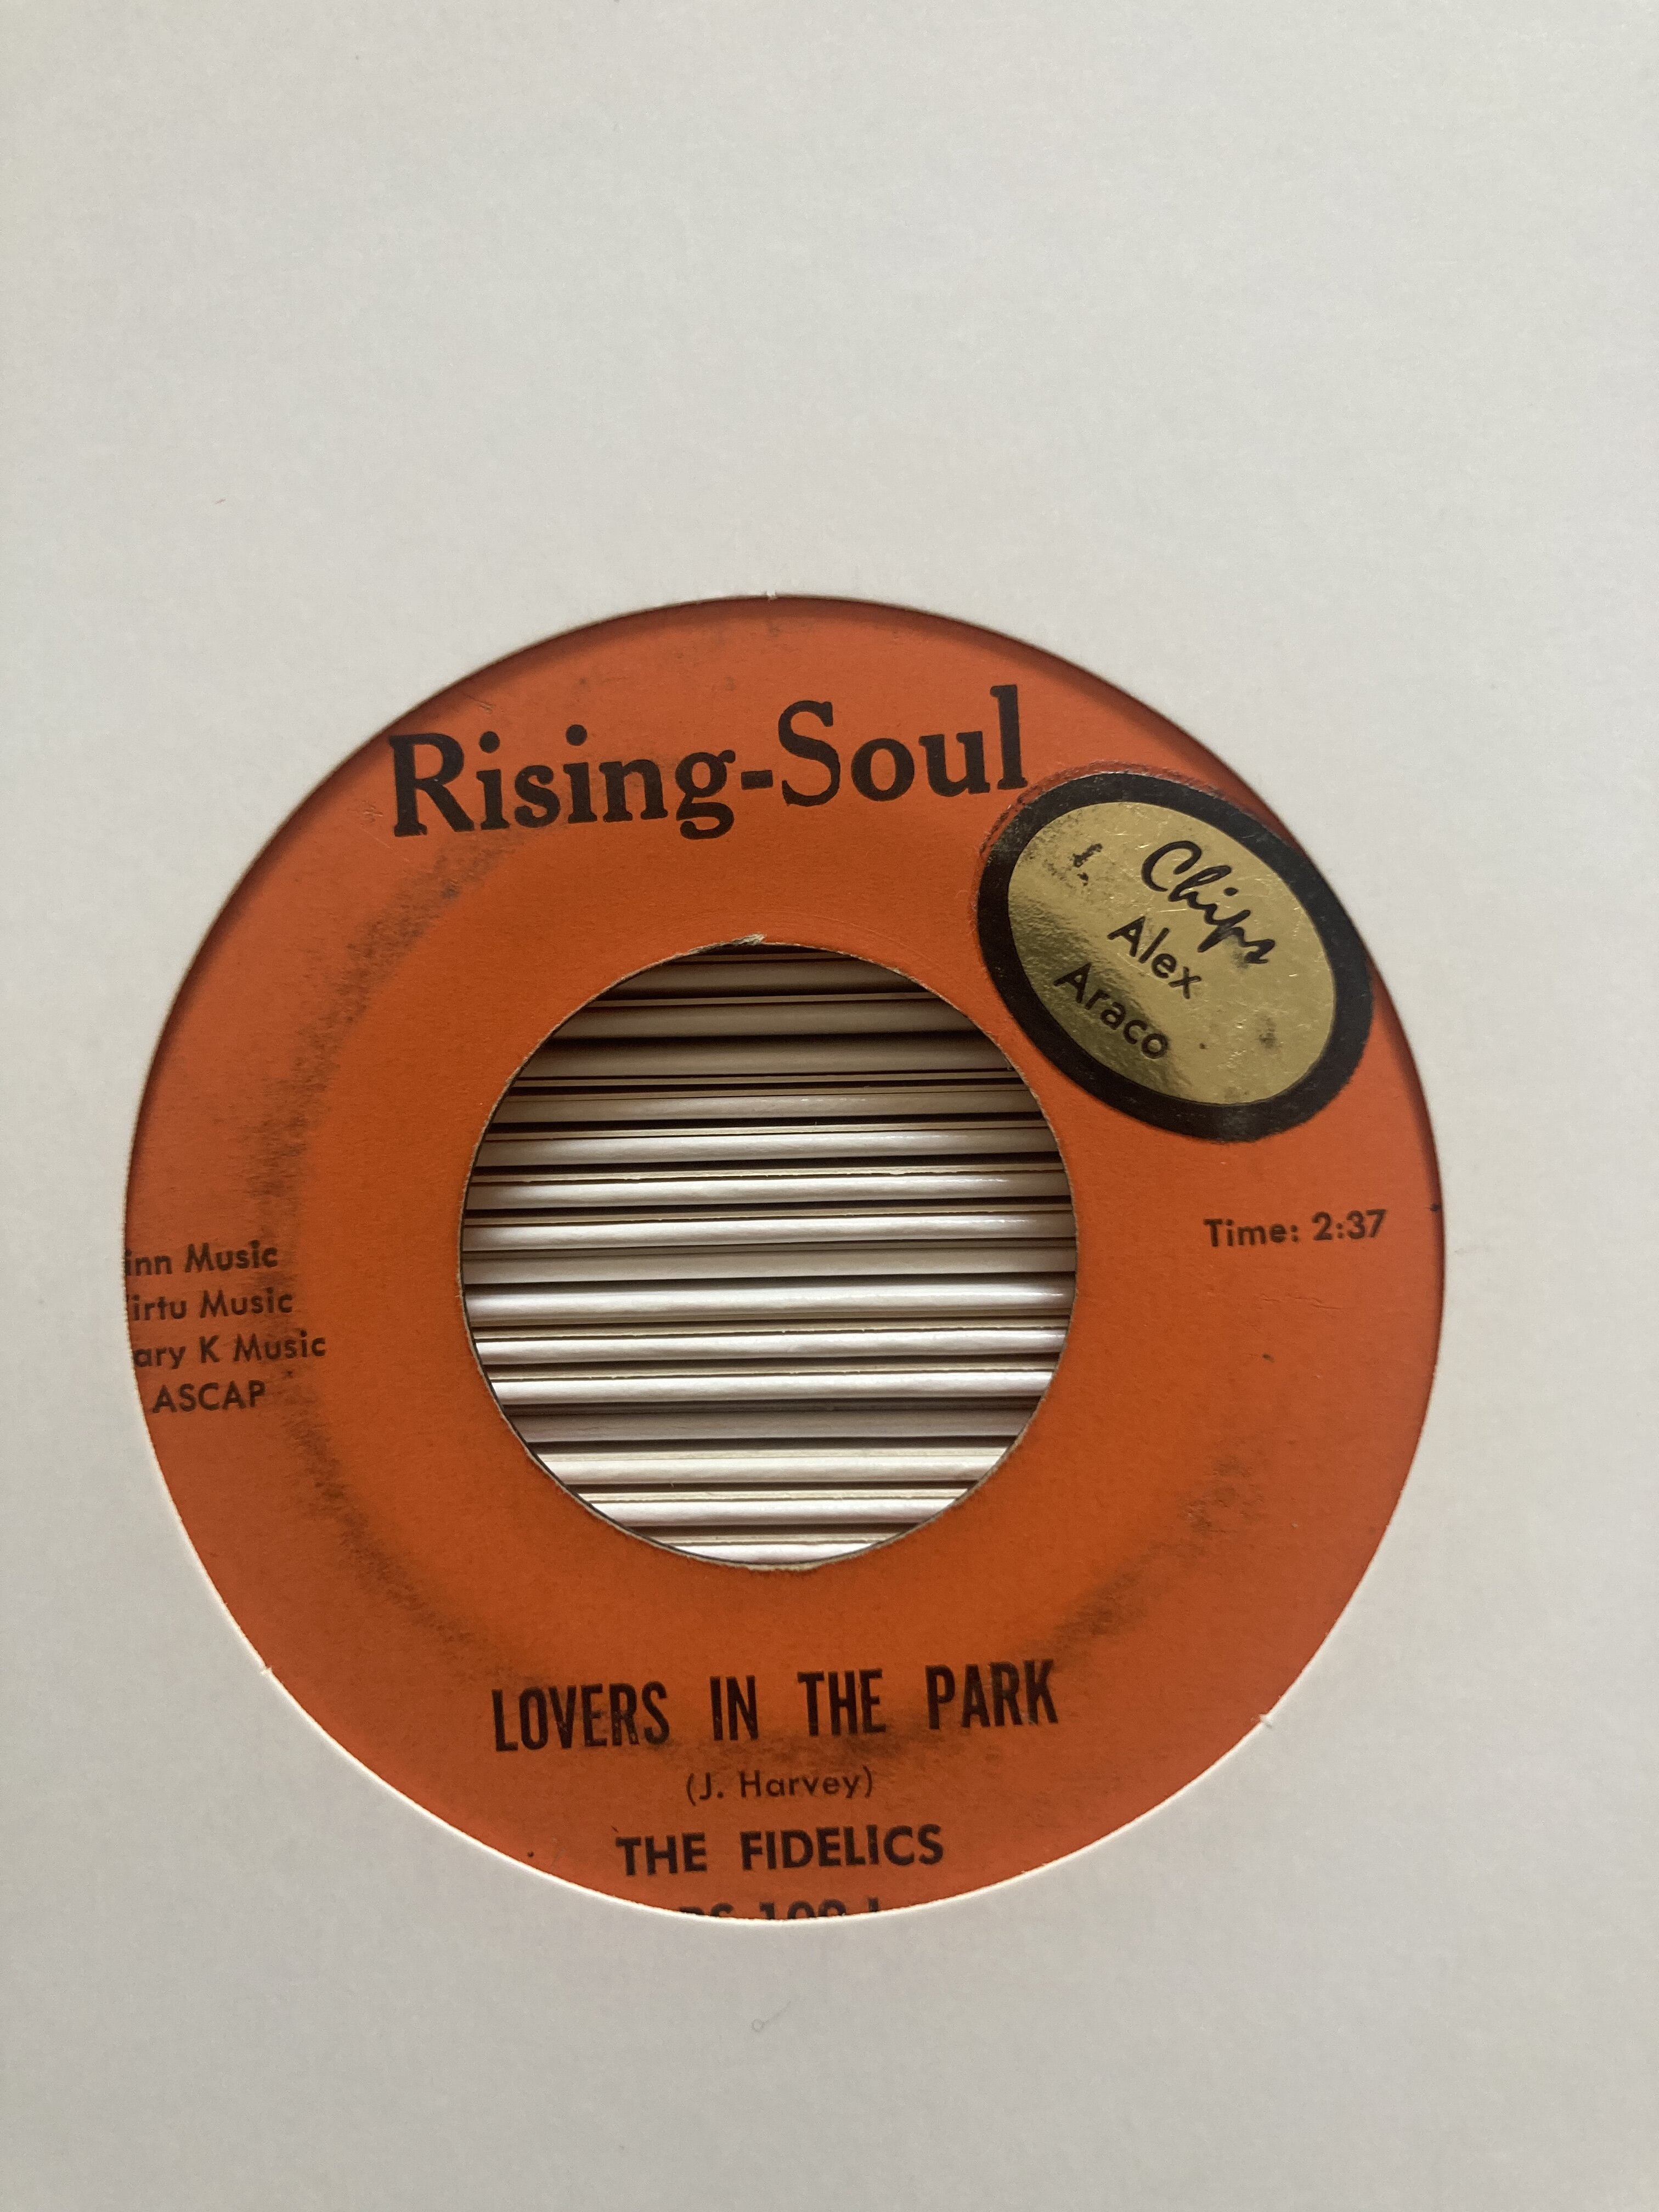 Rising-Soul
Chips
Alex
Araco
Time: 2:37
inn Music
irtu Music
ary K Music
ASCAP
LOVERS IN THE PARK
(J. Harvey)
THE FIDELICS